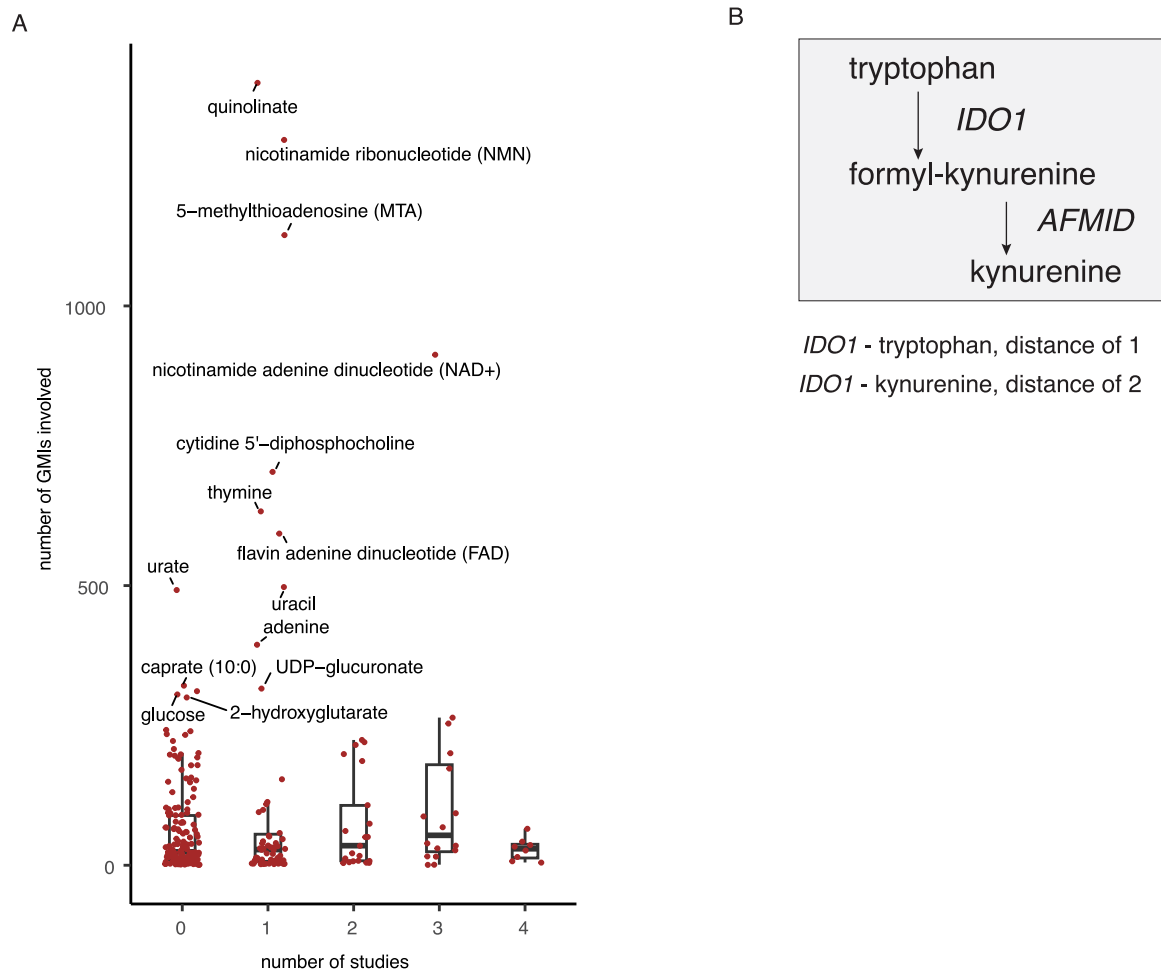 A
quinolinate
nicotinamide ribonucleotide (NMN)
5−methylthioadenosine (MTA)
1000
nicotinamide adenine dinucleotide (NAD+)
cytidine 5'−diphosphocholine
thymine
flavin adenine dinucleotide (FAD)
urate
500
uracil
adenine
caprate (10:0)
UDP−glucuronate
glucose
2−hydroxyglutarate
0
number of GMIs involved
0 1 2 3 4
number of studies
B
tryptophan
IDO1
formyl-kynurenine
AFMID
kynurenine
IDO1 - tryptophan, distance of 1
IDO1 - kynurenine, distance of 2